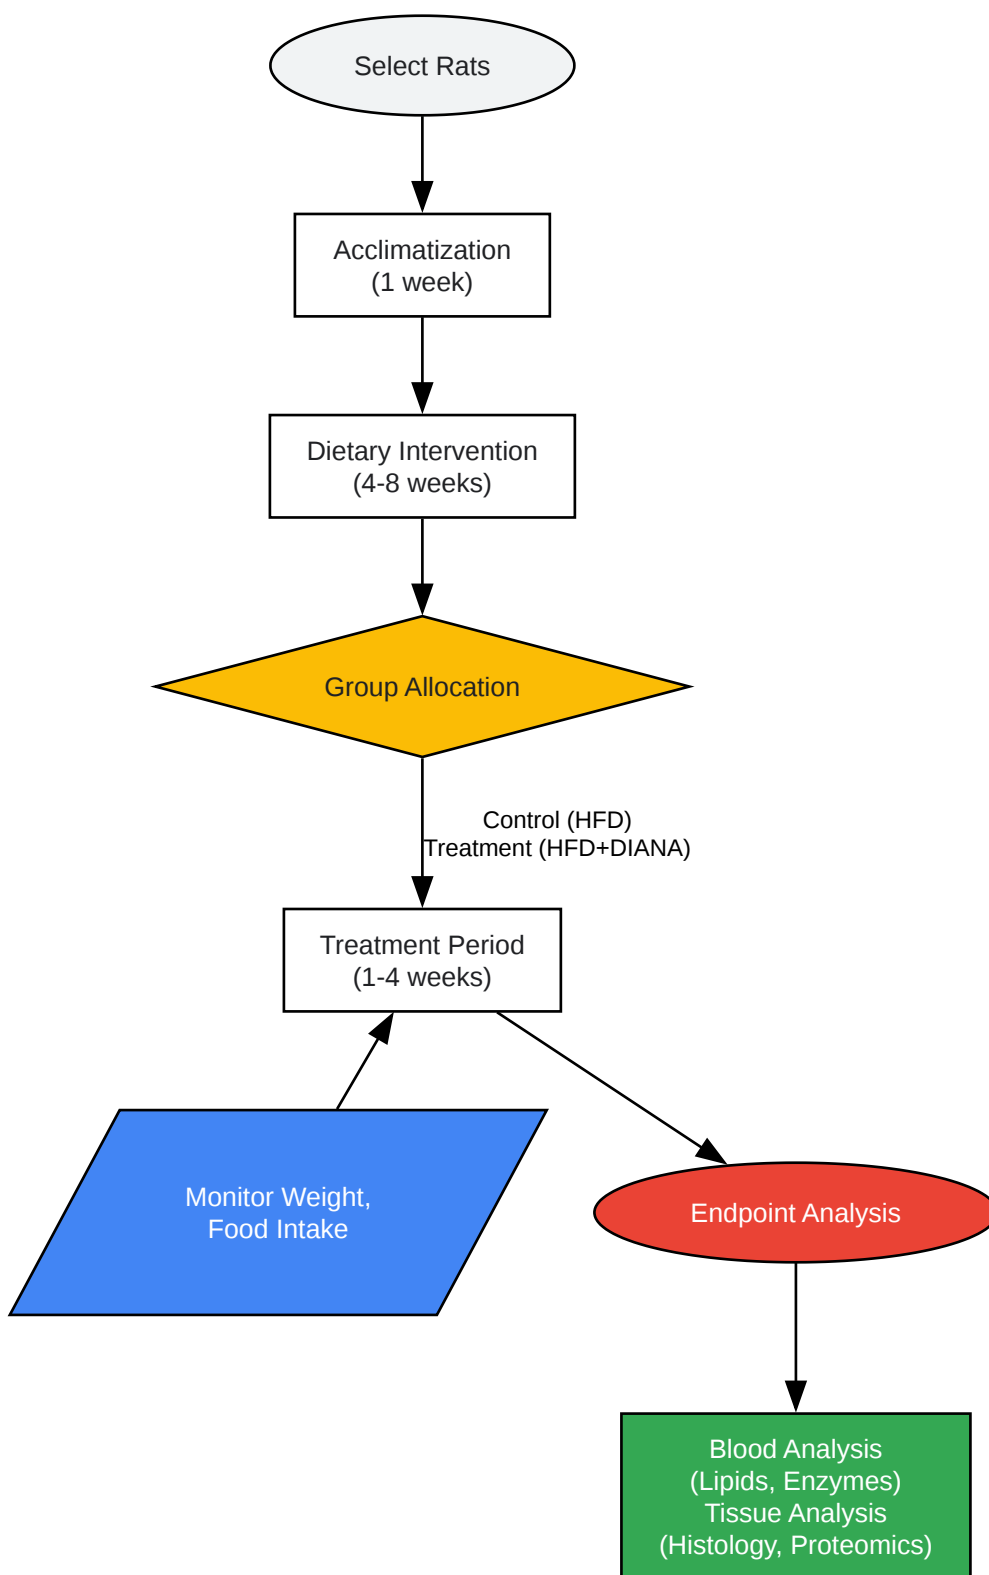 Select Rats
Acclimatization
(1 week)
Dietary Intervention
(4-8 weeks)
Group Allocation
Control (HFD)
Treatment (HFD+DIANA)
Treatment Period
(1-4 weeks)
Monitor Weight,
Food Intake
Endpoint Analysis
Blood Analysis
(Lipids, Enzymes)
Tissue Analysis
(Histology, Proteomics)